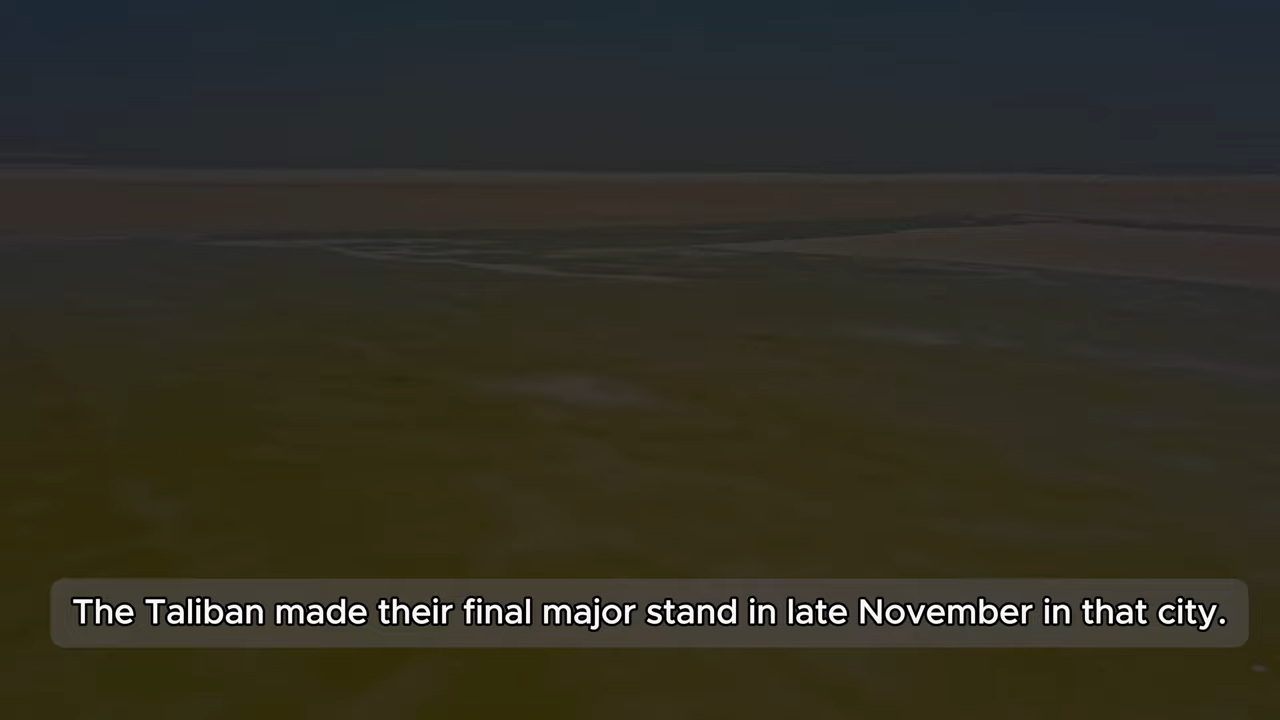 The Taliban made their final major stand in late November in that city.